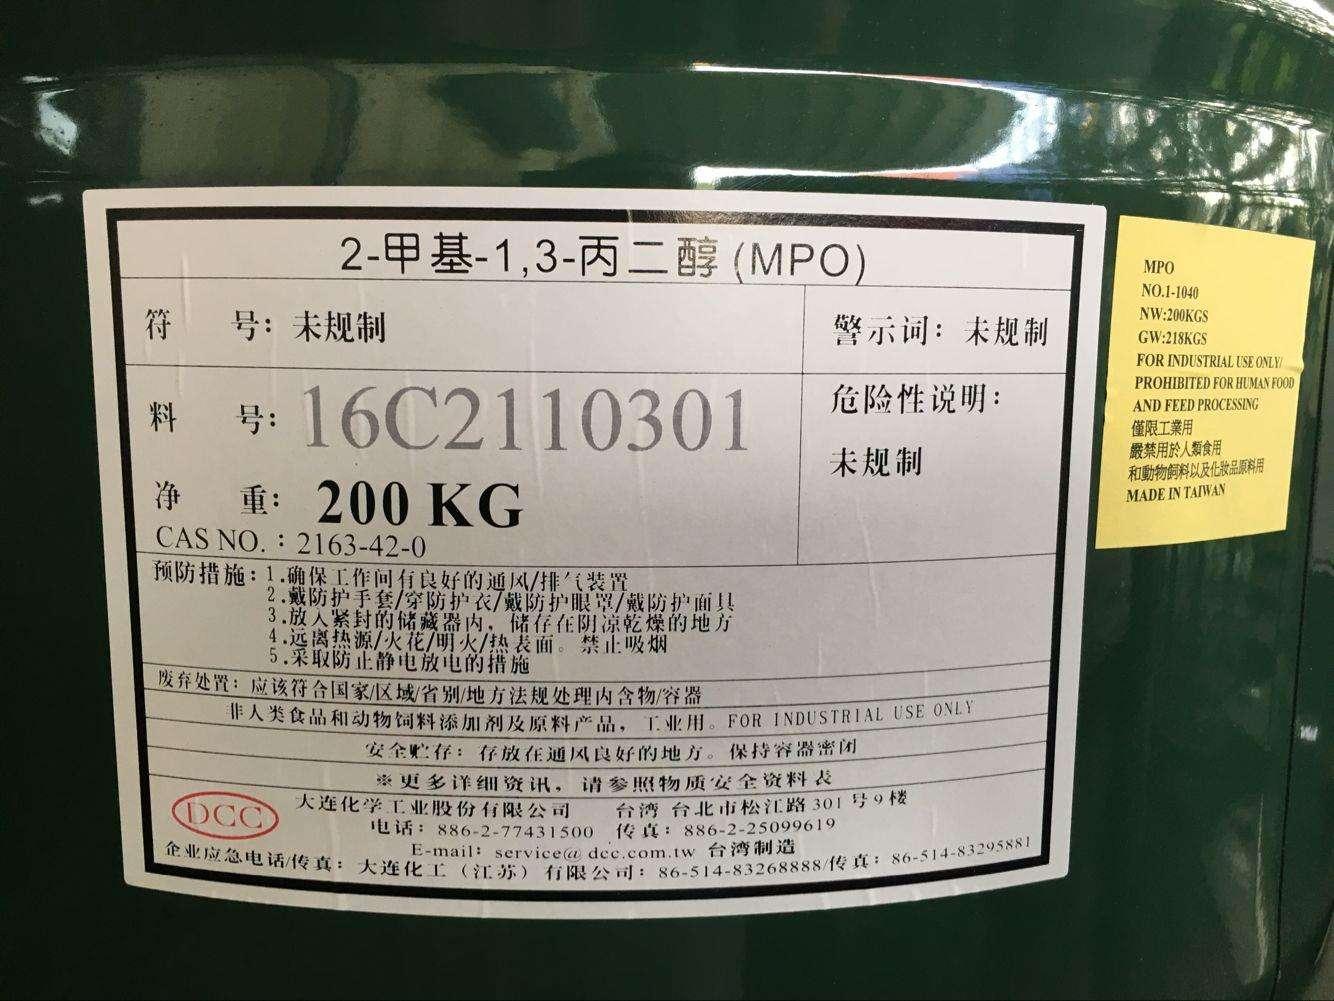 2-甲基-1,3-丙二醇(MPO)
符 号: 未规制
警示词: 未规制
料 号: 16C2110301
危险性说明:
未规制
净 重: 200 KG
CAS NO.：2163-42-0
预防措施: 1.确保工作间有良好的通风/排气装置
2.戴防护手套/穿防护衣/戴防护眼罩/戴防护面具
3.放入紧封的储藏器内，储存在阴凉乾燥的地方
4.远离热源/火花/明火/热表面。禁止吸烟
5.采取防止静电放电的措施
废弃处置: 应该符合国家/区域/省别/地方法规处理内含物/容器
非人类食品和动物饲料添加剂及原料产品，工业用。FOR INDUSTRIAL USE ONLY
安全贮存: 存放在通风良好的地方。保持容器密闭
※更多详细资讯，请参照物质安全资料表
DCC
大连化学工业股份有限公司 台湾 台北市松江路301号9楼
电话: 886-2-77431500 传真: 886-2-25099619
E-mail: service@dcc.com.tw 台湾制造
企业应急电话/传真: 大连化工（江苏）有限公司: 86-514-83268888/传真: 86-514-83295881
MPO
NO.1-1040
NW:200KGS
GW:218KGS
FOR INDUSTRIAL USE ONLY/
PROHIBITED FOR HUMAN FOOD
AND FEED PROCESSING
僅限工業用
嚴禁用於人類食用
和動物飼料以及化妝品原料用
MADE IN TAIWAN